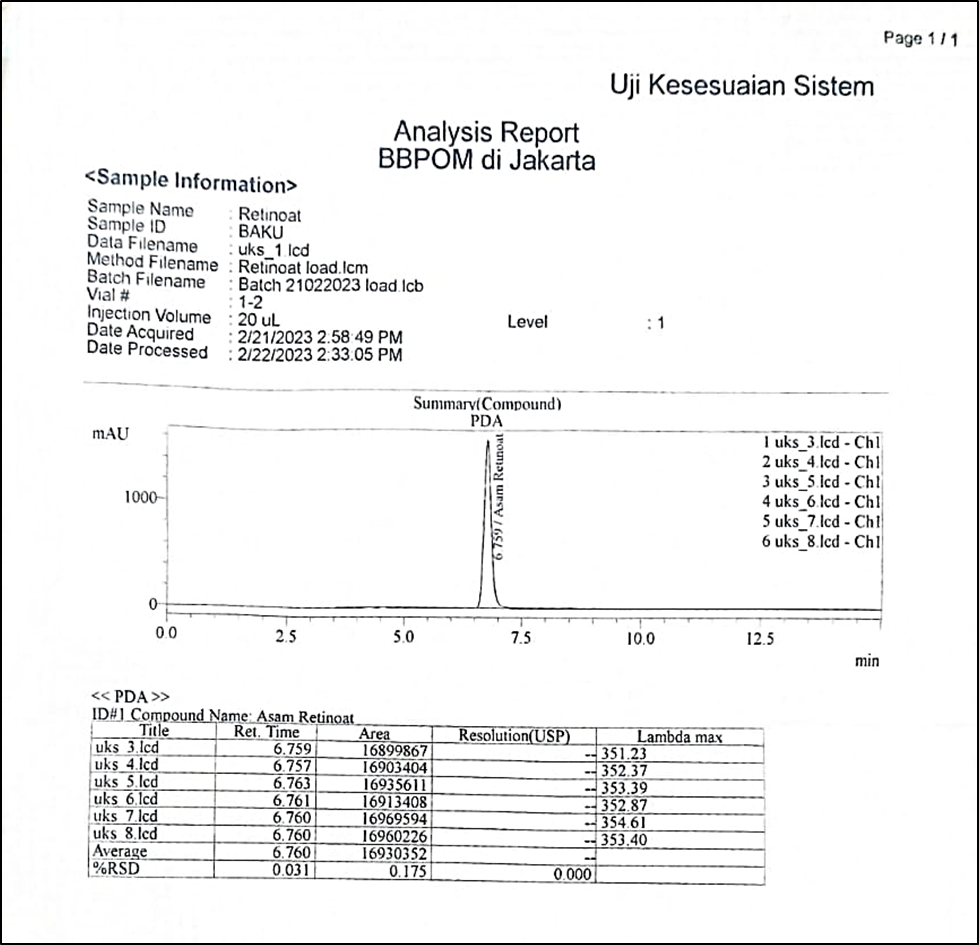 Page 1 / 1
Uji Kesesuaian Sistem
Analysis Report
BBPOM di Jakarta
<Sample Information>
Sample Name : Retinoat
Sample ID : BAKU
Data Filename : uks_1.lcd
Method Filename : Retinoat load.lcm
Batch Filename : Batch 21022023 load.lcb
Vial # : 1-2
Injection Volume : 20 uL Level : 1
Date Acquired : 2/21/2023 2:58:49 PM
Date Processed : 2/22/2023 2:33:05 PM
Summary(Compound)
PDA
mAU
1 uks_3.lcd - Ch1
2 uks_4.lcd - Ch1
3 uks_5.lcd - Ch1
4 uks_6.lcd - Ch1
5 uks_7.lcd - Ch1
6 uks_8.lcd - Ch1
6.759 / Asam Retinoat
1000
0
0.0 2.5 5.0 7.5 10.0 12.5
min
<< PDA >>
ID#1 Compound Name: Asam Retinoat
Title Ret. Time Area Resolution(USP) Lambda max
uks_3.lcd 6.759 16899867 -- 351.23
uks_4.lcd 6.757 16903404 -- 352.37
uks_5.lcd 6.763 16935611 -- 353.39
uks_6.lcd 6.761 16913408 -- 352.87
uks_7.lcd 6.760 16969594 -- 354.61
uks_8.lcd 6.760 16960226 -- 353.40
Average 6.760 16930352 --
%RSD 0.031 0.175 0.000